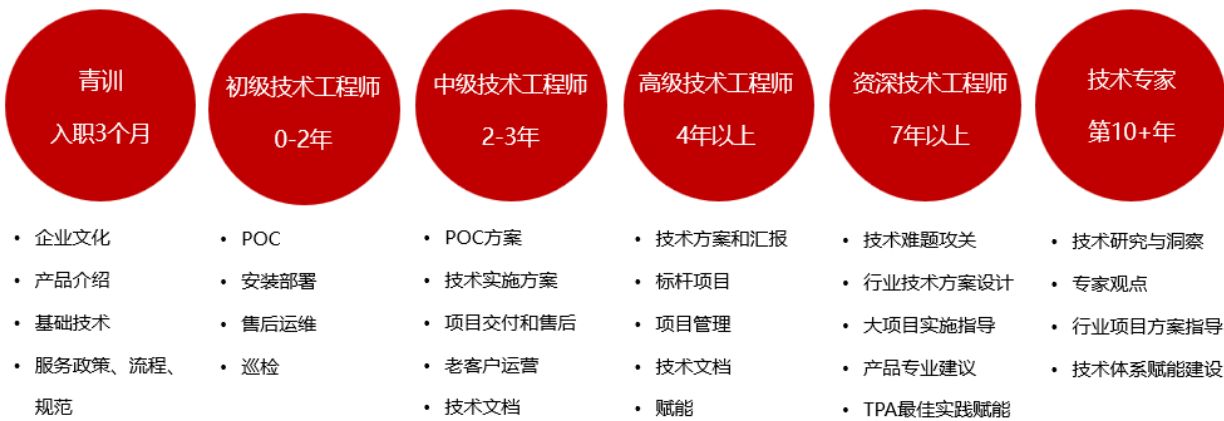 青训
入职3个月
初级技术工程师
0-2年
中级技术工程师
2-3年
高级技术工程师
4年以上
资深技术工程师
7年以上
技术专家
第10+年
• 企业文化
• 产品介绍
• 基础技术
• 服务政策、流程、
规范
• POC
• 安装部署
• 售后运维
• 巡检
• POC方案
• 技术实施方案
• 项目交付和售后
• 老客户运营
• 技术文档
• 技术方案和汇报
• 标杆项目
• 项目管理
• 技术文档
• 赋能
• 技术难题攻关
• 行业技术方案设计
• 大项目实施指导
• 产品专业建议
• TPA最佳实践赋能
• 技术研究与洞察
• 专家观点
• 行业项目方案指导
• 技术体系赋能建设